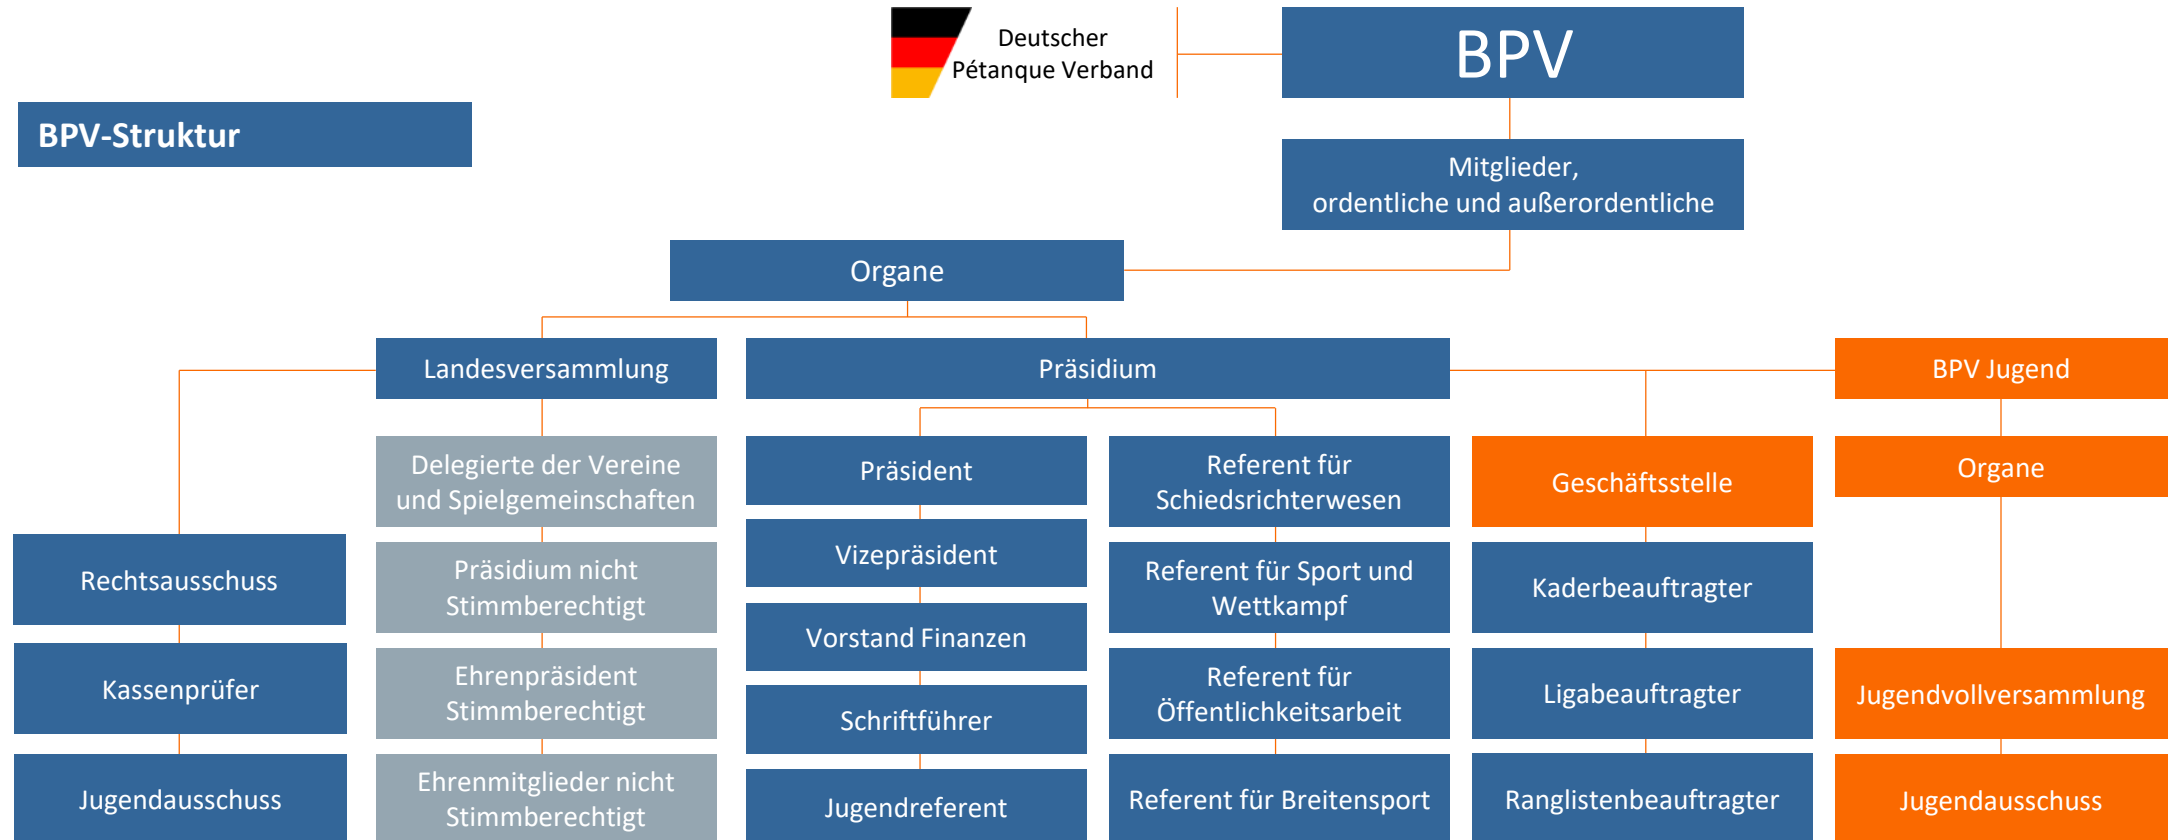 Deutscher
Pétanque Verband
BPV
BPV-Struktur
Mitglieder,
ordentliche und außerordentliche
Organe
Landesversammlung
Präsidium
BPV Jugend
Delegierte der Vereine
und Spielgemeinschaften
Präsident
Referent für
Schiedsrichterwesen
Geschäftsstelle
Organe
Rechtsausschuss
Präsidium nicht
Stimmberechtigt
Vizepräsident
Referent für Sport und
Wettkampf
Kaderbeauftragter
Vorstand Finanzen
Kassenprüfer
Ehrenpräsident
Stimmberechtigt
Schriftführer
Referent für
Öffentlichkeitsarbeit
Ligabeauftragter
Jugendvollversammlung
Jugendausschuss
Ehrenmitglieder nicht
Stimmberechtigt
Jugendreferent
Referent für Breitensport
Ranglistenbeauftragter
Jugendausschuss